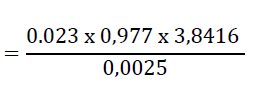 = 0.023 x 0,977 x 3,8416
0,0025